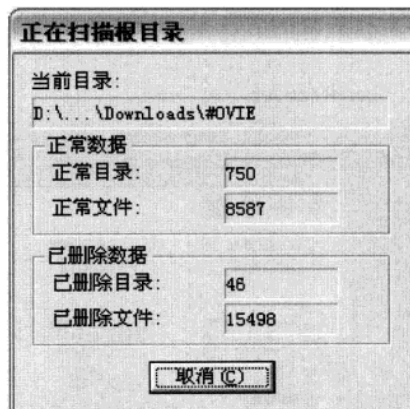 正在扫描根目录
当前目录:
D:\...\Downloads\#OVIE
正常数据
正常目录: 750
正常文件: 8587
已删除数据
已删除目录: 46
已删除文件: 15498
取消(C)